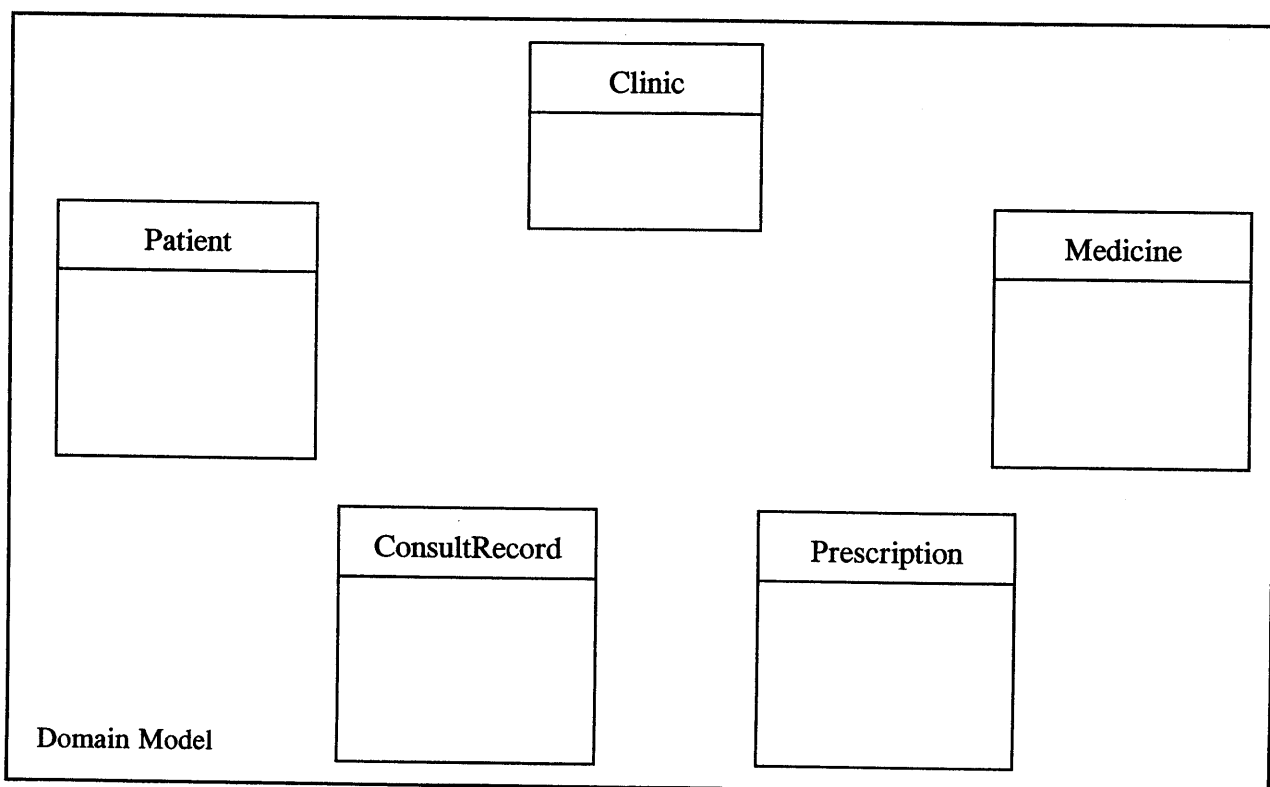 Clinic
Patient
Medicine
ConsultRecord
Prescription
Domain Model